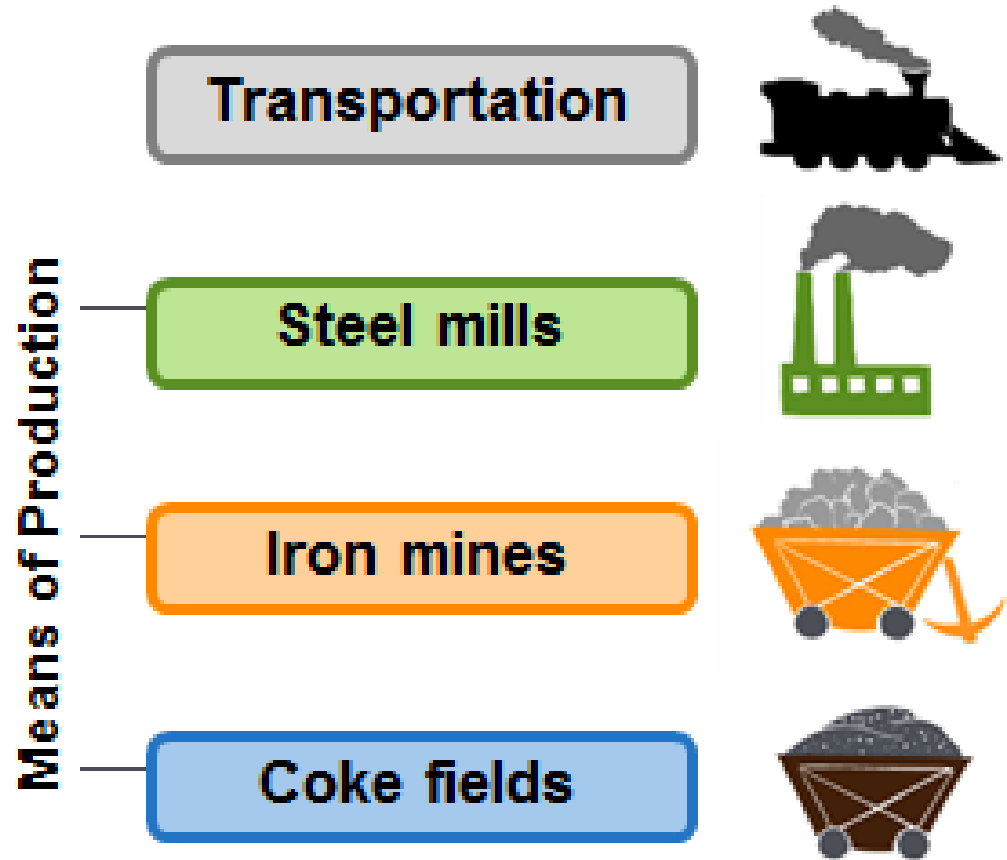 Transportation
Steel mills
Iron mines
Coke fields
Means of Production